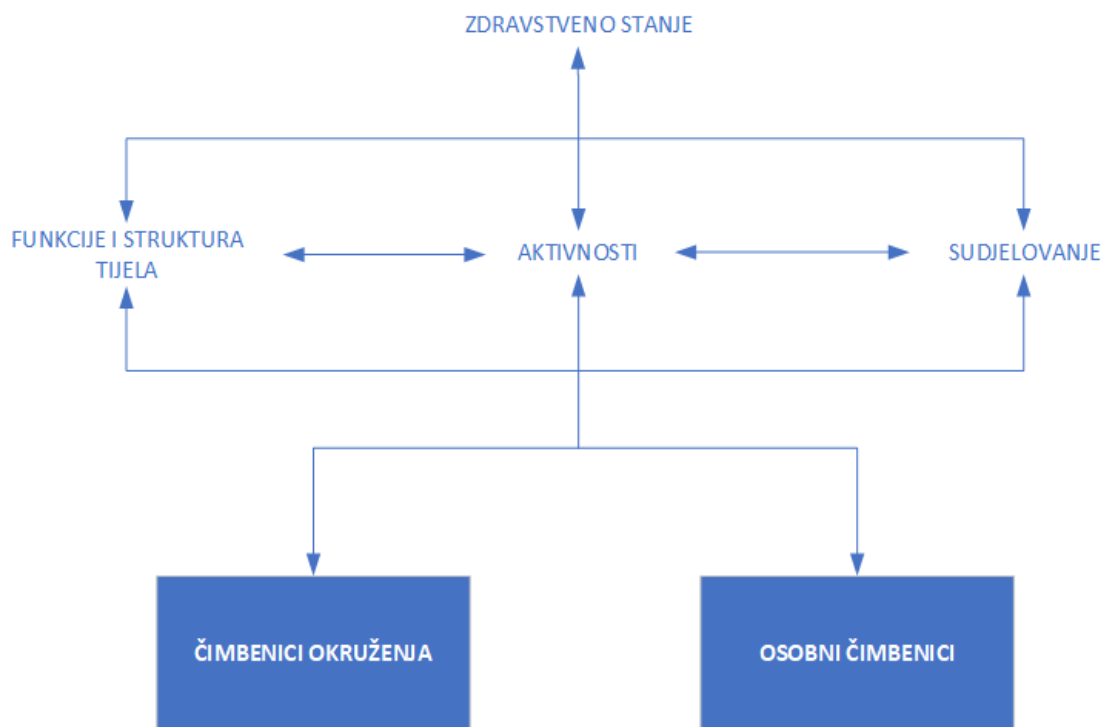 ZDRAVSTVENO STANJE
FUNKCIJE I STRUKTURA
TIJELA
AKTIVNOSTI
SUDJELOVANJE
ČIMBENICI OKRUŽENJA
OSOBNI ČIMBENICI